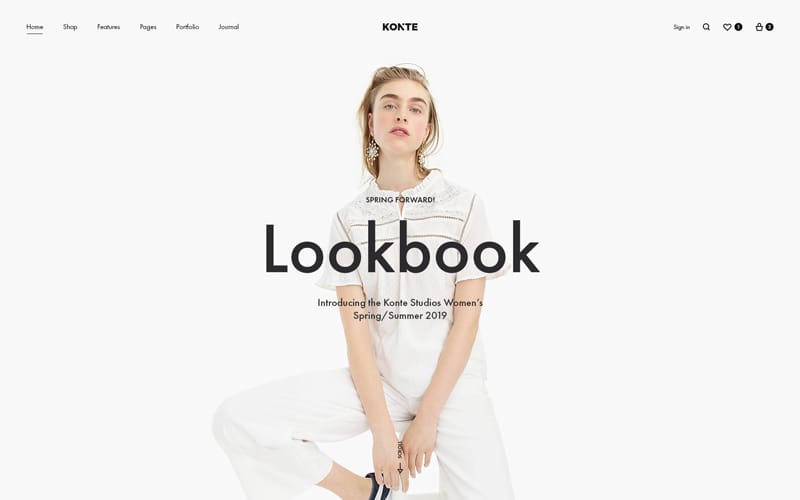 Home
Shop
Features
Pages
Portfolio
Journal
KONTE
Sign in
1
3
SPRING FORWARD!
Lookbook
Introducing the Konte Studios Women's
Spring/Summer 2019
Scroll